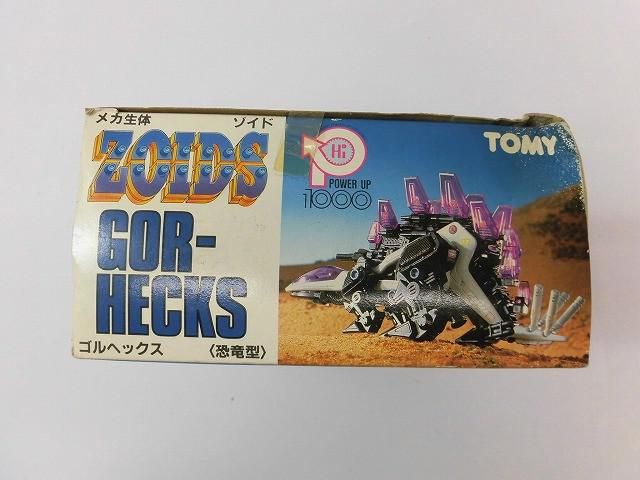 メカ生体 ゾイド
ZOIDS
GOR-
HECKS
ゴルヘックス 〈恐竜型〉
Hi
POWER UP
1000
TOMY